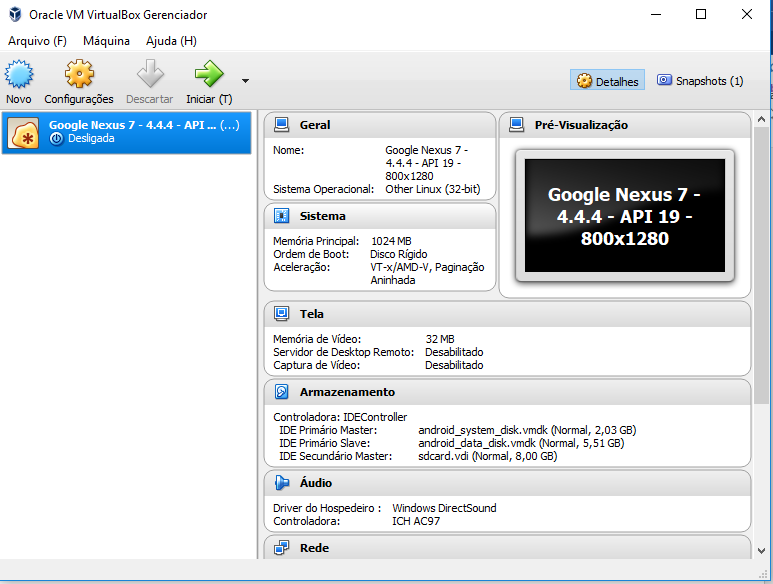 Oracle VM VirtualBox Gerenciador
Arquivo (F) Máquina Ajuda (H)
Novo Configurações Descartar Iniciar (T)
Detalhes Snapshots (1)
Google Nexus 7 - 4.4.4 - API ... (...)
Desligada
Geral
Nome: Google Nexus 7 -
4.4.4 - API 19 -
800x1280
Sistema Operacional: Other Linux (32-bit)
Sistema
Memória Principal: 1024 MB
Ordem de Boot: Disco Rígido
Aceleração: VT-x/AMD-V, Paginação
Aninhada
Pré-Visualização
Google Nexus 7 -
4.4.4 - API 19 -
800x1280
Tela
Memória de Vídeo: 32 MB
Servidor de Desktop Remoto: Desabilitado
Captura de Vídeo: Desabilitado
Armazenamento
Controladora: IDEController
IDE Primário Master: android_system_disk.vmdk (Normal, 2,03 GB)
IDE Primário Slave: android_data_disk.vmdk (Normal, 5,51 GB)
IDE Secundário Master: sdcard.vdi (Normal, 8,00 GB)
Áudio
Driver do Hospedeiro : Windows DirectSound
Controladora: ICH AC97
Rede